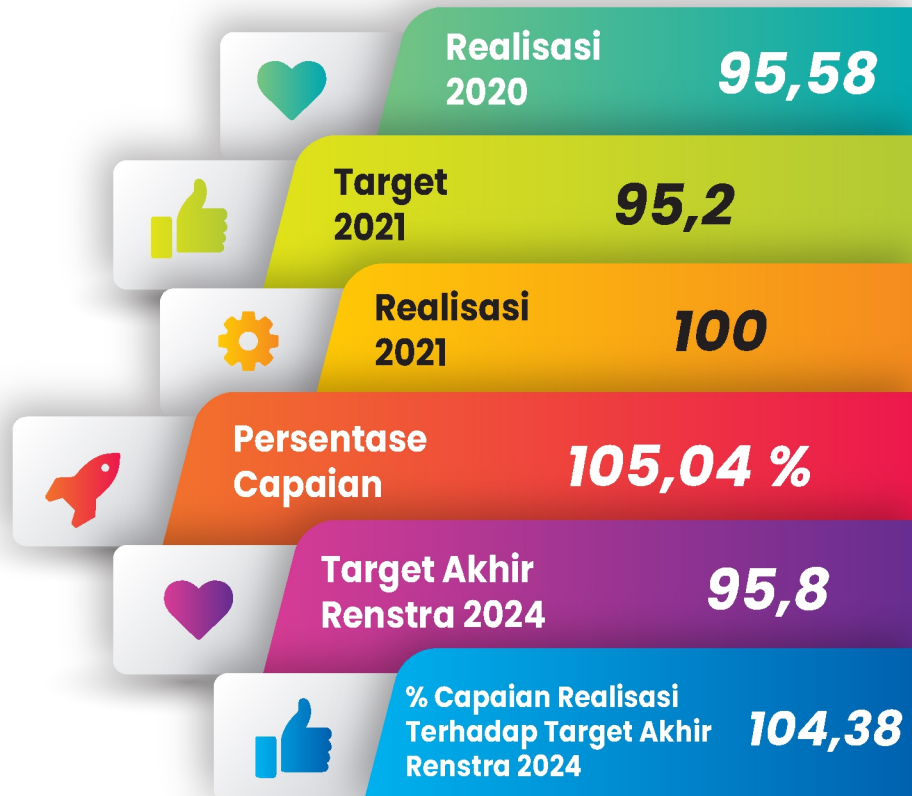 Realisasi
2020
95,58
Target
2021
95,2
Realisasi
2021
100
Persentase
Capaian
105,04 %
Target Akhir
Renstra 2024
95,8
% Capaian Realisasi
Terhadap Target Akhir
Renstra 2024
104,38